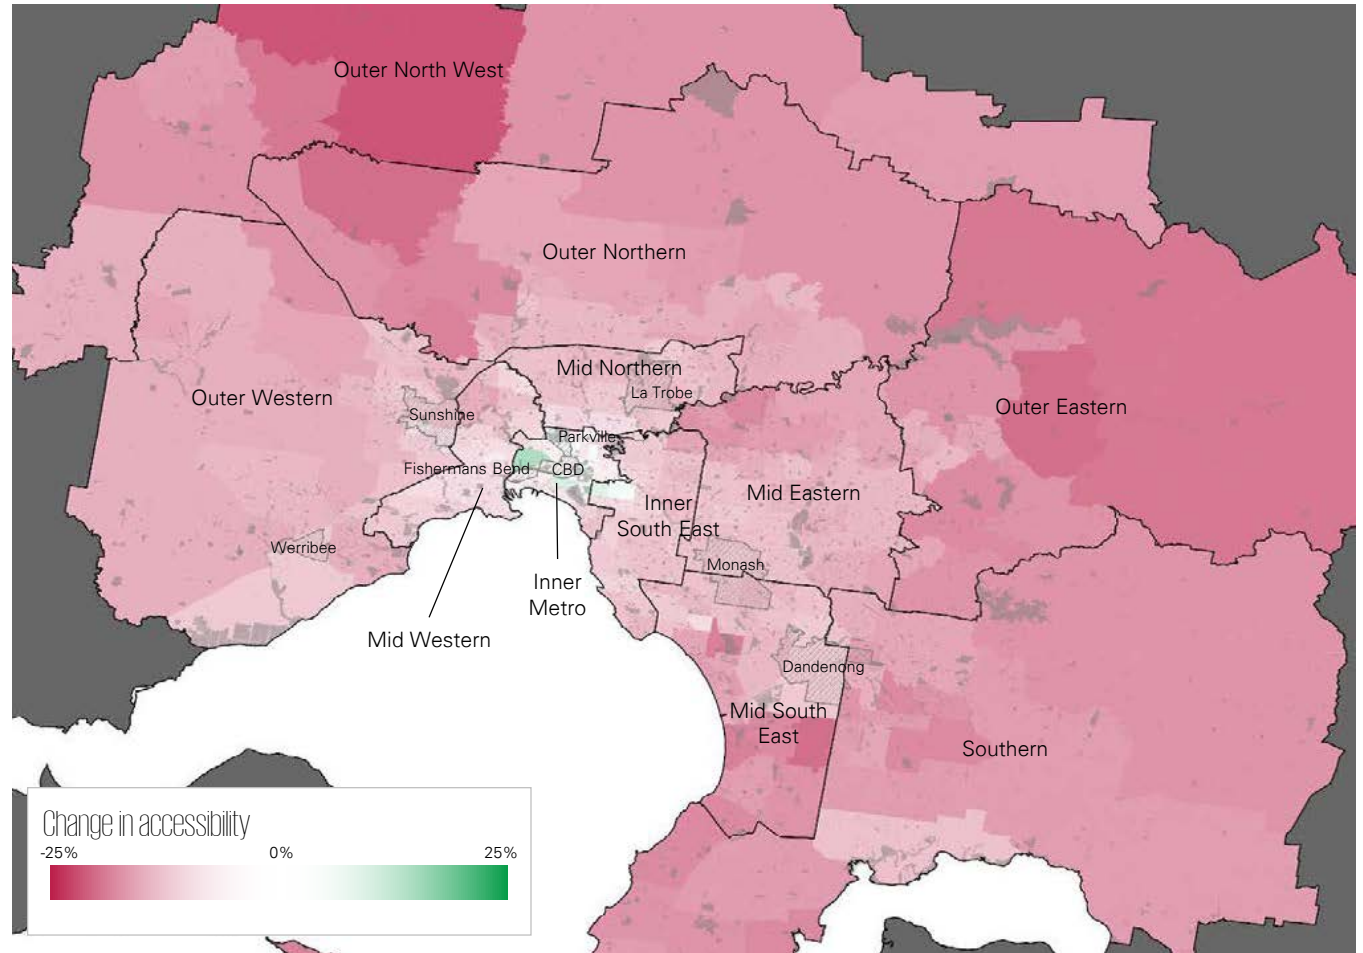 Outer North West
Outer Northern
Mid Northern
La Trobe
Outer Western
Sunshine
Outer Eastern
Parkville
Fishermans Bend
CBD
Mid Eastern
Inner
South East
Werribee
Monash
Inner
Metro
Mid Western
Dandenong
Mid South
East
Southern
Change in accessibility
-25%
0%
25%